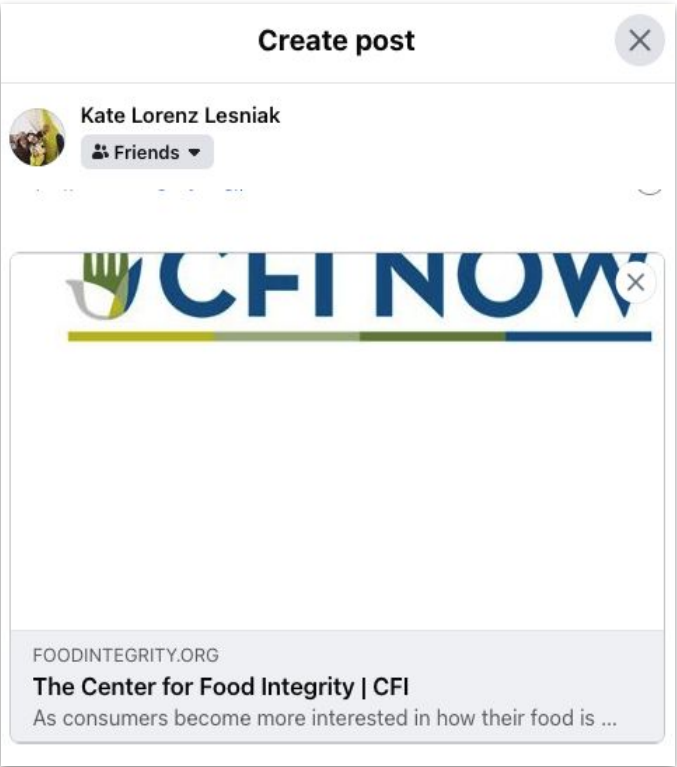 Create post
Kate Lorenz Lesniak
Friends
CFI NOW
FOODINTEGRITY.ORG
The Center for Food Integrity | CFI
As consumers become more interested in how their food is ...